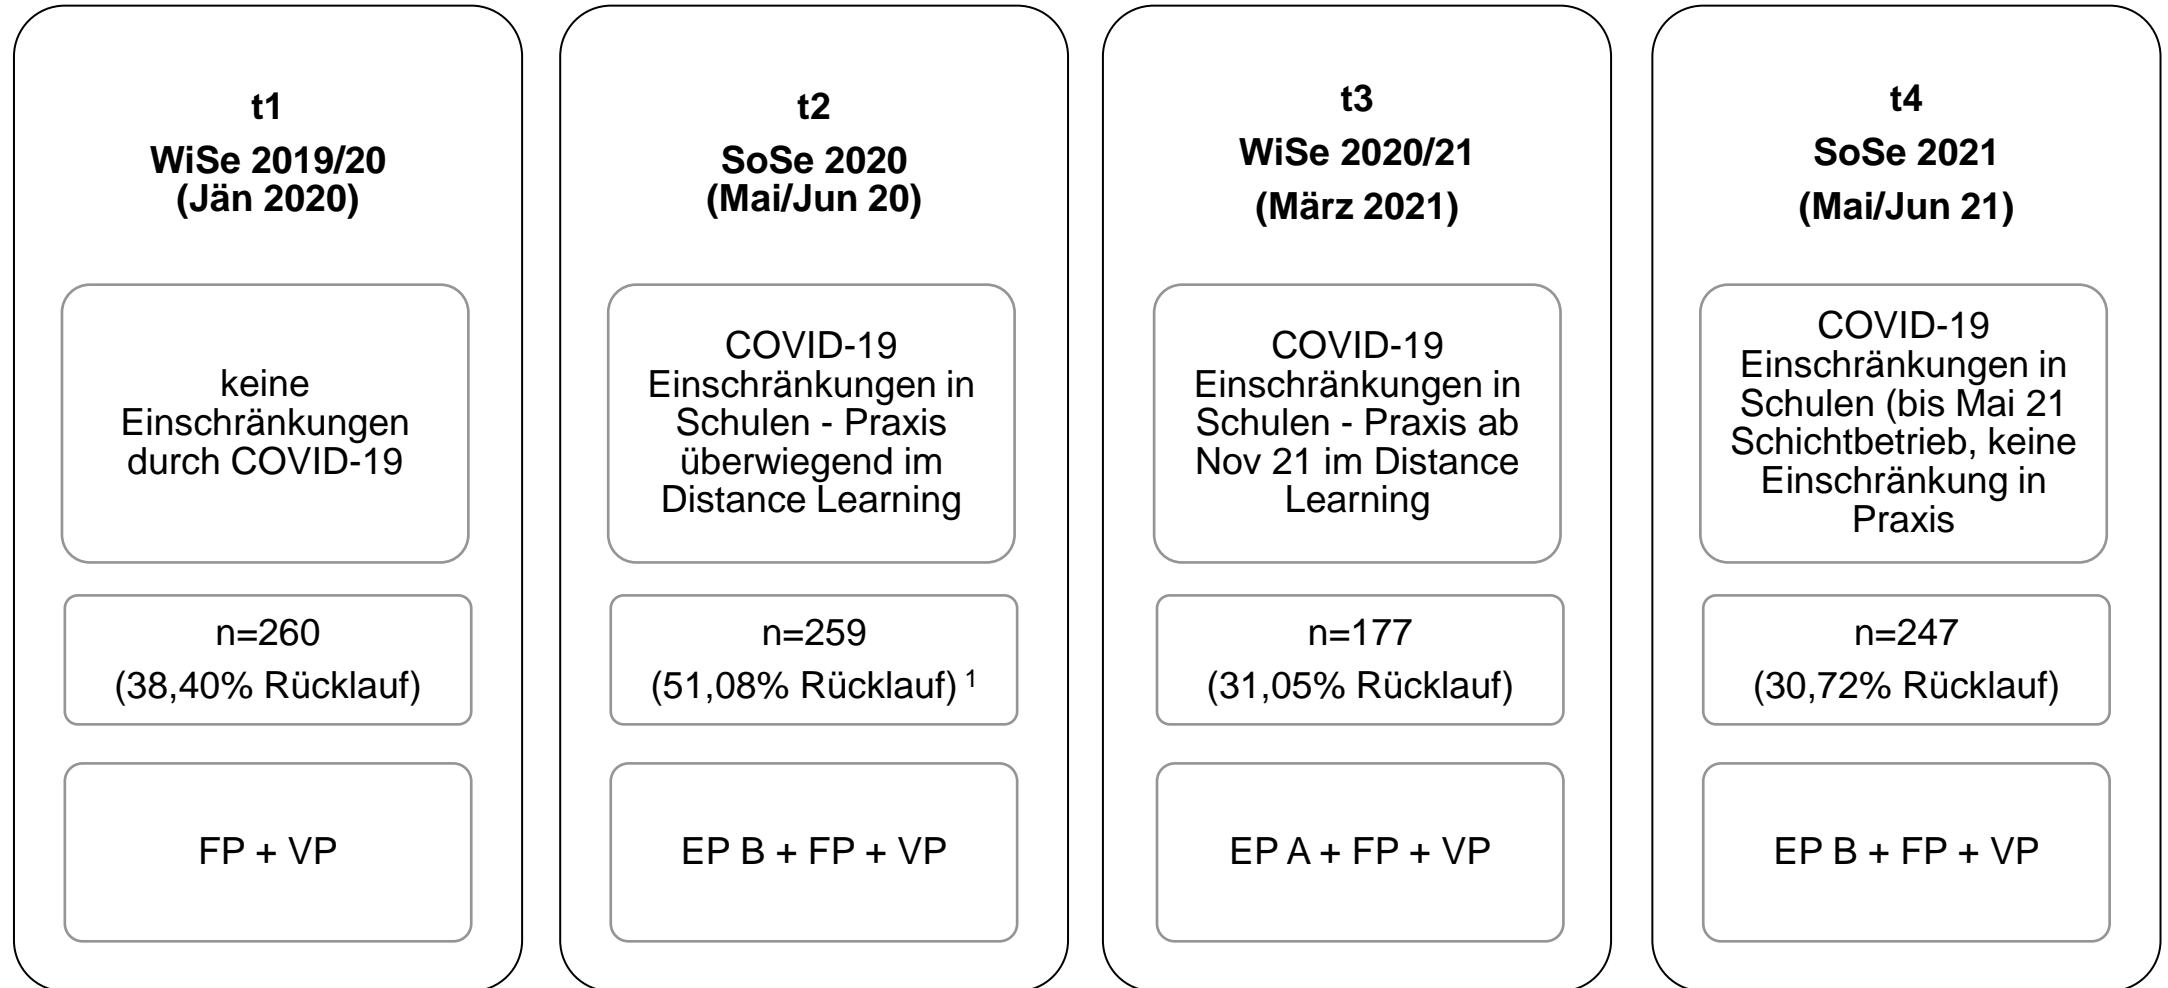 t1
WiSe 2019/20
(Jän 2020)
keine
Einschränkungen
durch COVID-19
n=260
(38,40% Rücklauf)
FP + VP
t2
SoSe 2020
(Mai/Jun 20)
COVID-19
Einschränkungen in
Schulen - Praxis
überwiegend im
Distance Learning
n=259
(51,08% Rücklauf) ¹
EP B + FP + VP
t3
WiSe 2020/21
(März 2021)
COVID-19
Einschränkungen in
Schulen - Praxis ab
Nov 21 im Distance
Learning
n=177
(31,05% Rücklauf)
EP A + FP + VP
t4
SoSe 2021
(Mai/Jun 21)
COVID-19
Einschränkungen in
Schulen (bis Mai 21
Schichtbetrieb, keine
Einschränkung in
Praxis
n=247
(30,72% Rücklauf)
EP B + FP + VP